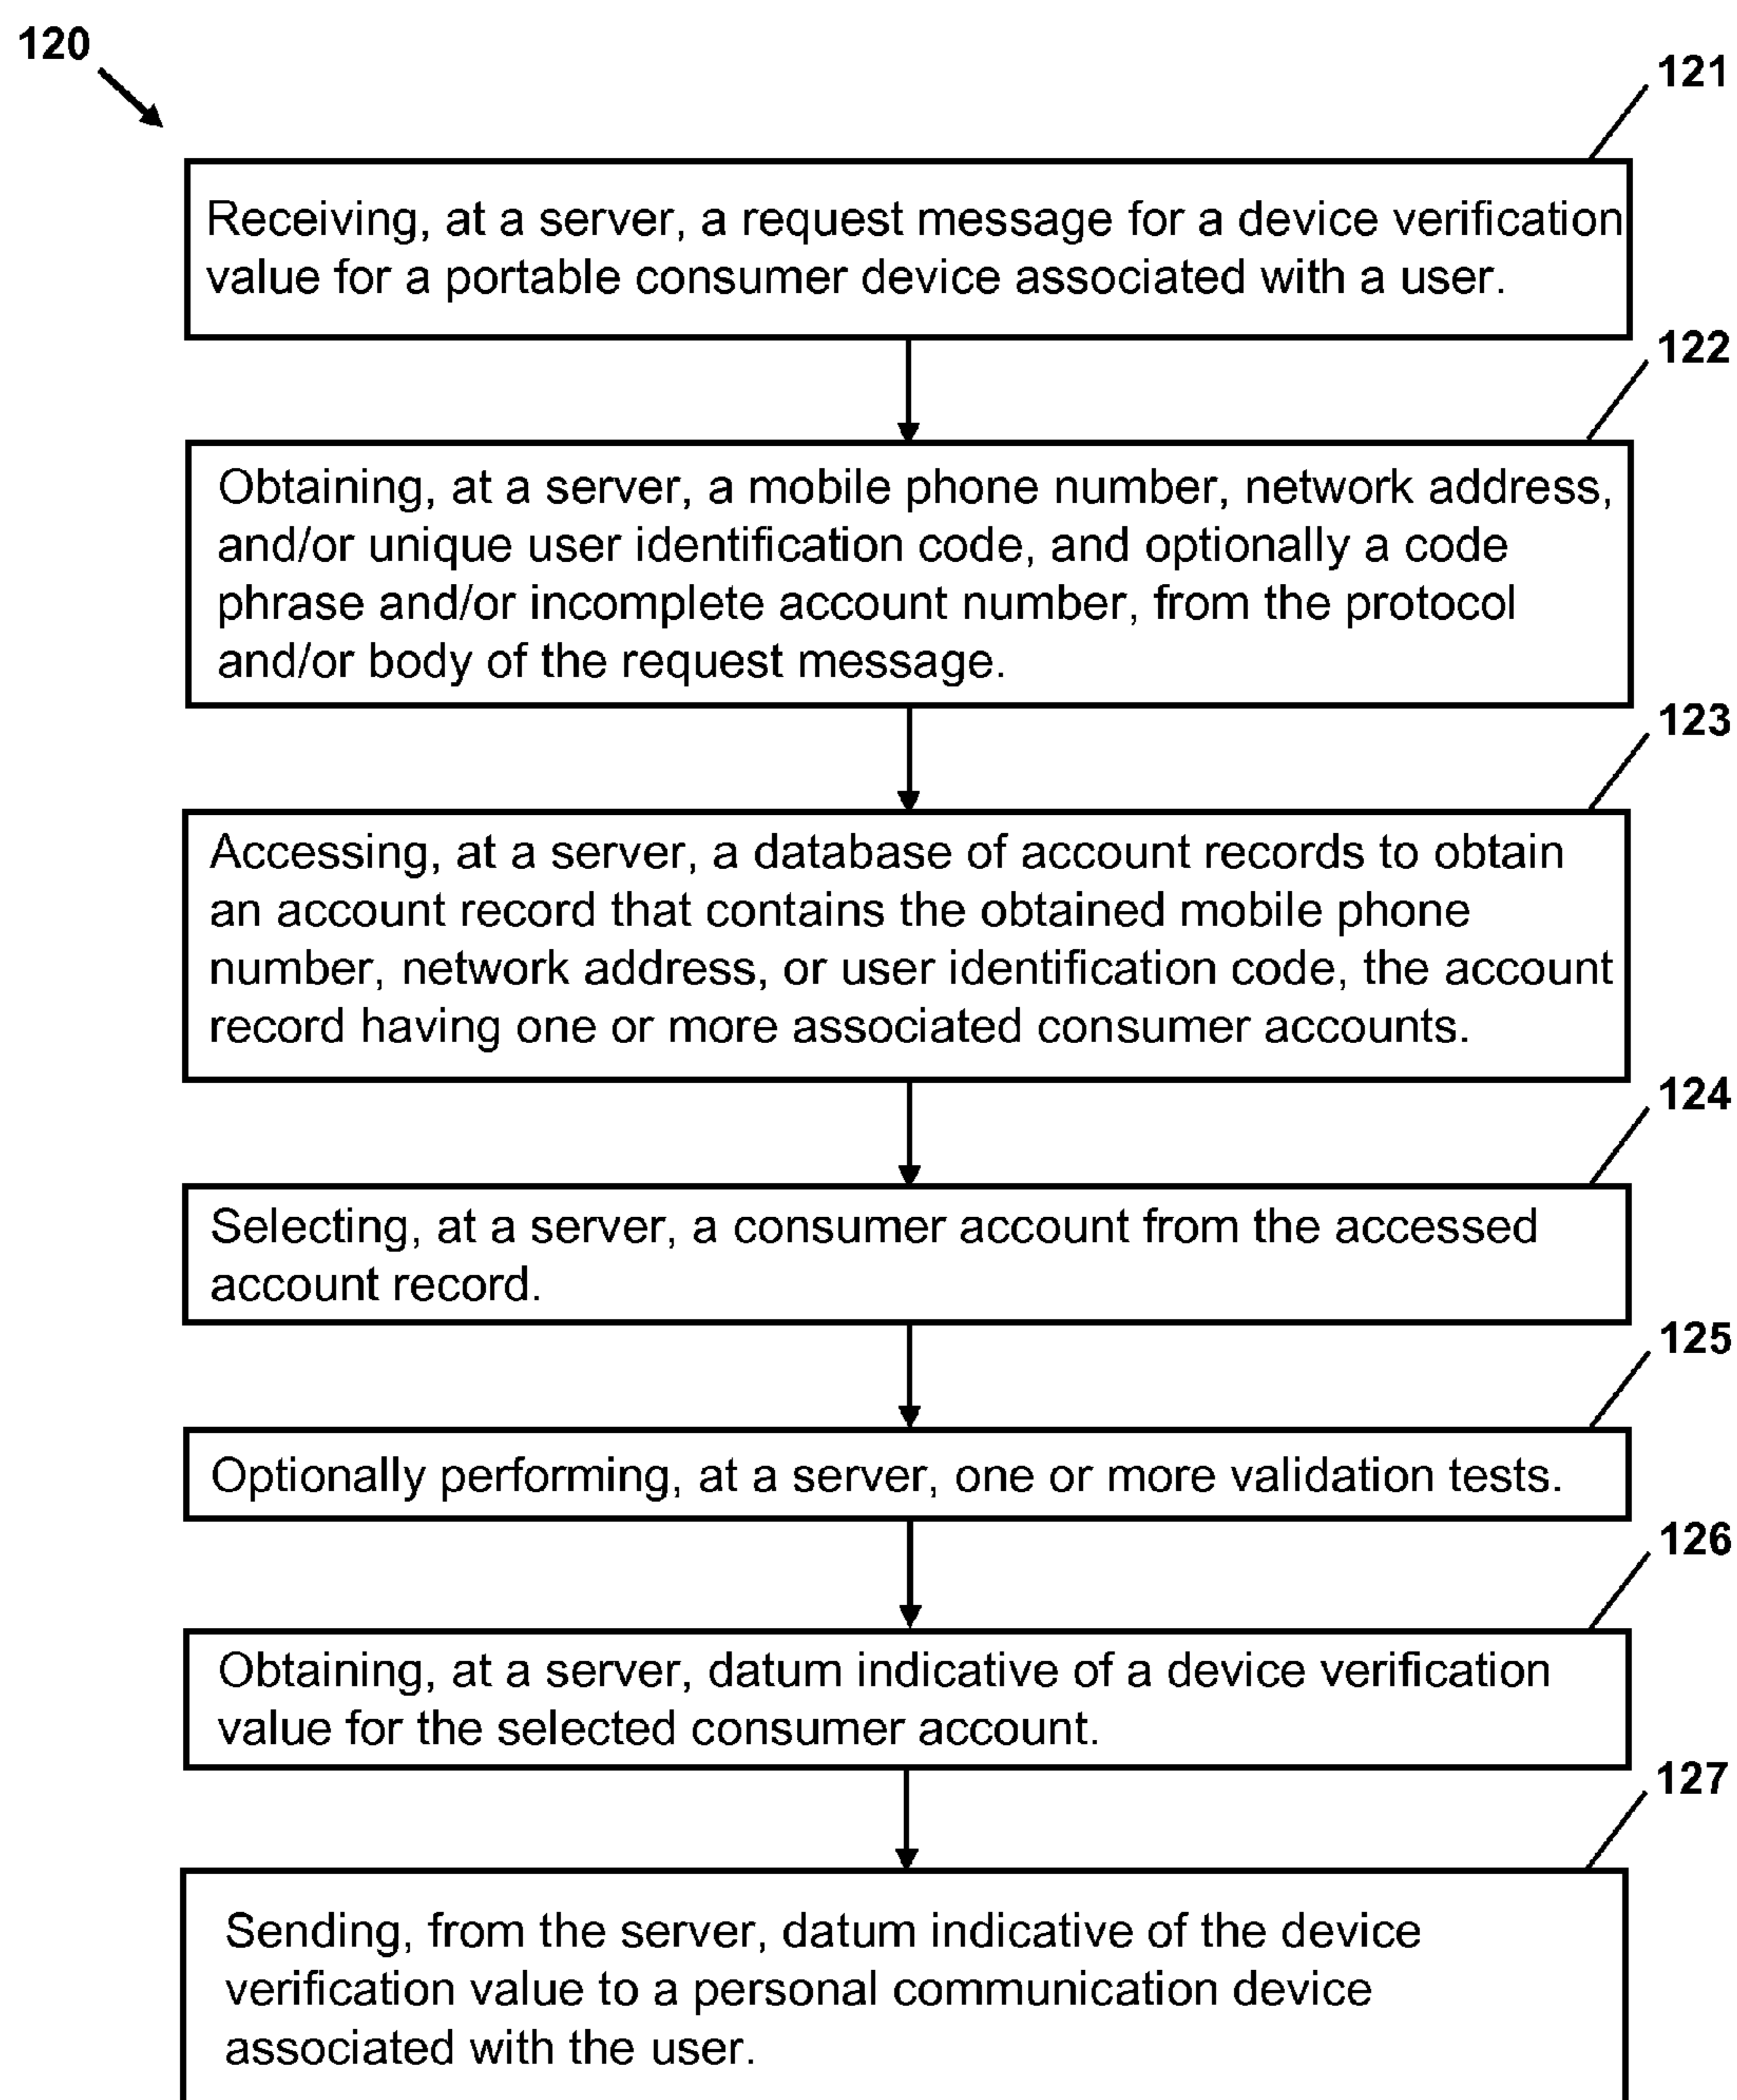 120
121
Receiving, at a server, a request message for a device verification
value for a portable consumer device associated with a user.
122
Obtaining, at a server, a mobile phone number, network address,
and/or unique user identification code, and optionally a code
phrase and/or incomplete account number, from the protocol
and/or body of the request message.
123
Accessing, at a server, a database of account records to obtain
an account record that contains the obtained mobile phone
number, network address, or user identification code, the account
record having one or more associated consumer accounts.
124
Selecting, at a server, a consumer account from the accessed
account record.
125
Optionally performing, at a server, one or more validation tests.
126
Obtaining, at a server, datum indicative of a device verification
value for the selected consumer account.
127
Sending, from the server, datum indicative of the device
verification value to a personal communication device
associated with the user.